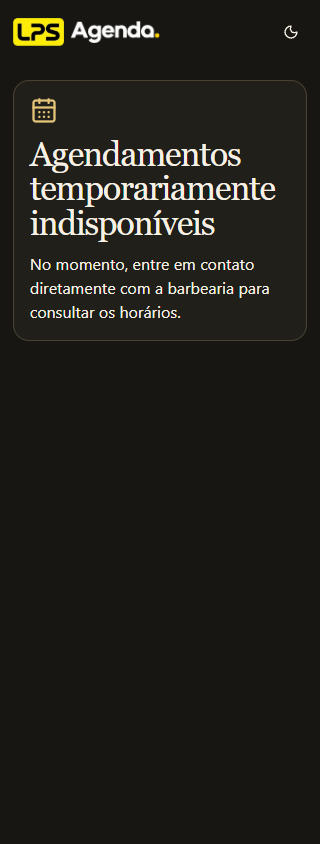 LPS Agenda.
Agendamentos
temporariamente
indisponíveis
No momento, entre em contato
diretamente com a barbearia para
consultar os horários.